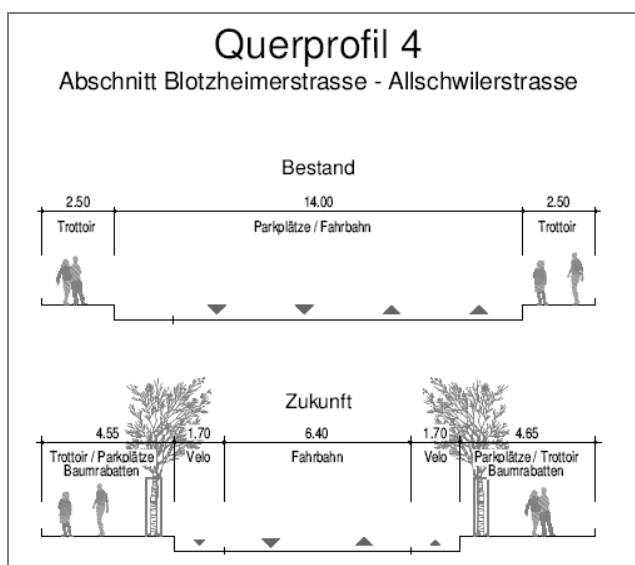 Querprofil 4
Abschnitt Blotzheimerstrasse - Allschwilerstrasse
Bestand
2.50 14.00 2.50
Trottoir Parkplätze / Fahrbahn Trottoir
Zukunft
4.55 1.70 6.40 1.70 4.65
Trottoir / Parkplätze Velo Fahrbahn Velo Parkplätze / Trottoir
Baumrabatten Baumrabatten